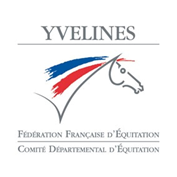 YVELINES
FÉDÉRATION FRANÇAISE D'ÉQUITATION
COMITÉ DÉPARTEMENTAL D'ÉQUITATION